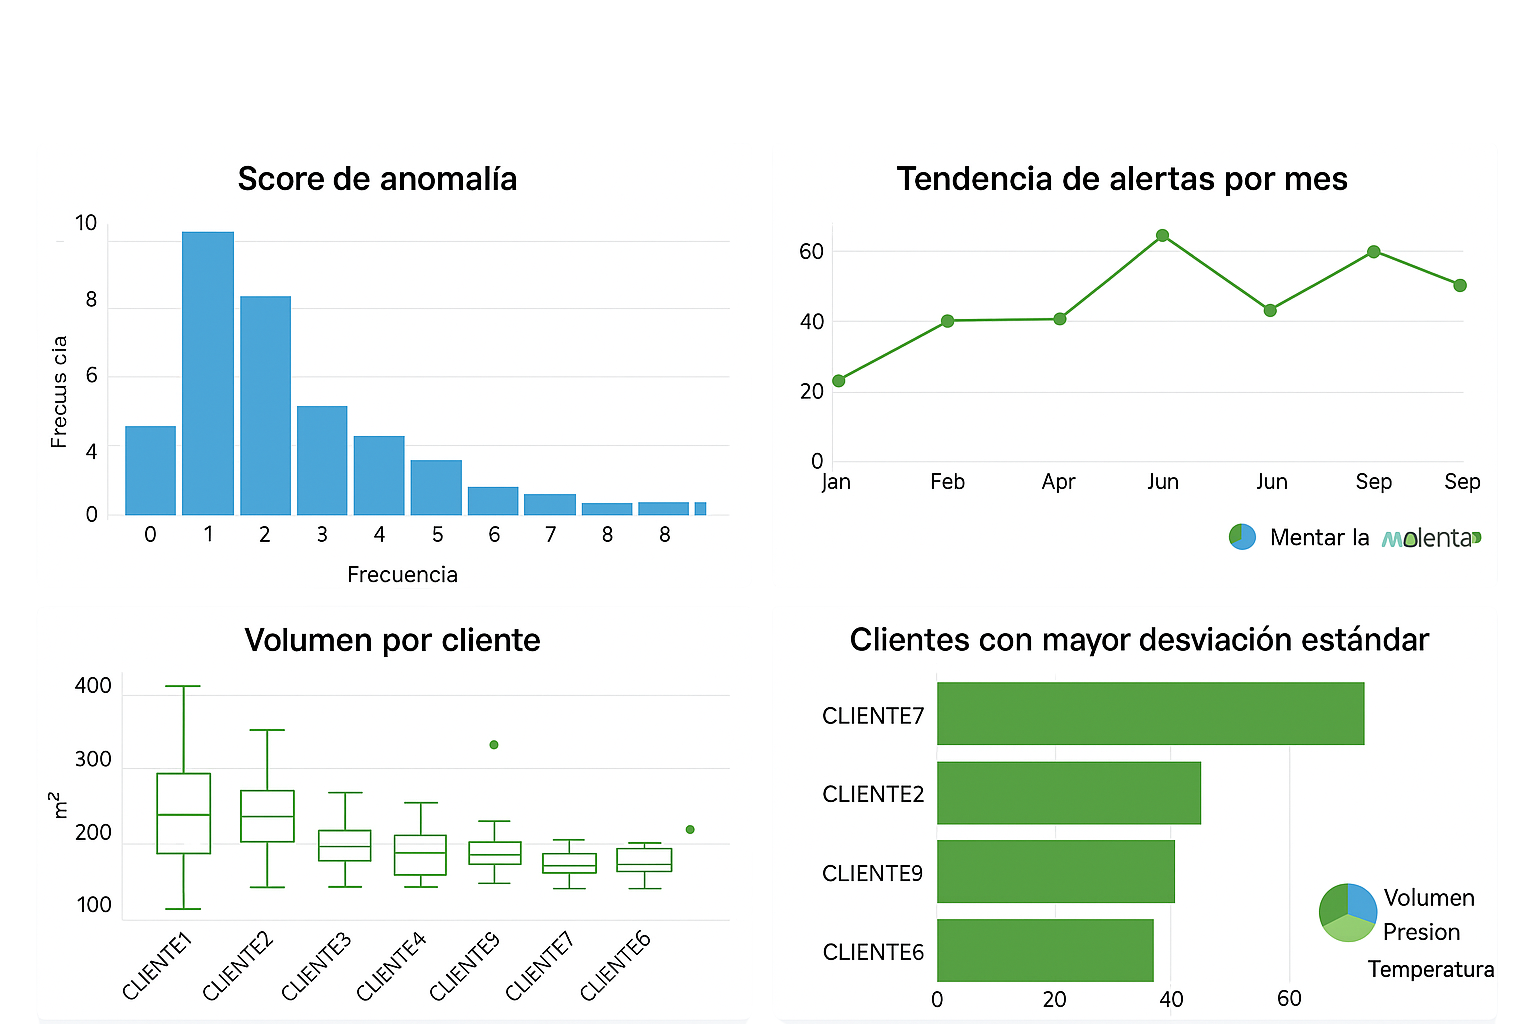 Score de anomalía
10
8
6
4
0
Frecuus cia
0 1 2 3 4 5 6 7 8 8
Frecuencia
Tendencia de alertas por mes
60
40
20
0
Jan Feb Apr Jun Jun Sep Sep
Mentar la molenta
Volumen por cliente
400
300
200
100
m²
CLIENTE1 CLIENTE2 CLIENTE3 CLIENTE4 CLIENTE9 CLIENTE7 CLIENTE6
Clientes con mayor desviación estándar
CLIENTE7
CLIENTE2
CLIENTE9
CLIENTE6
0 20 40 60
Volumen
Presion
Temperatura